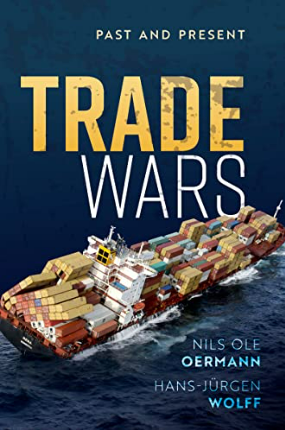 PAST AND PRESENT
TRADE
WARS
NILS OLE
OERMANN
HANS-JÜRGEN
WOLFF